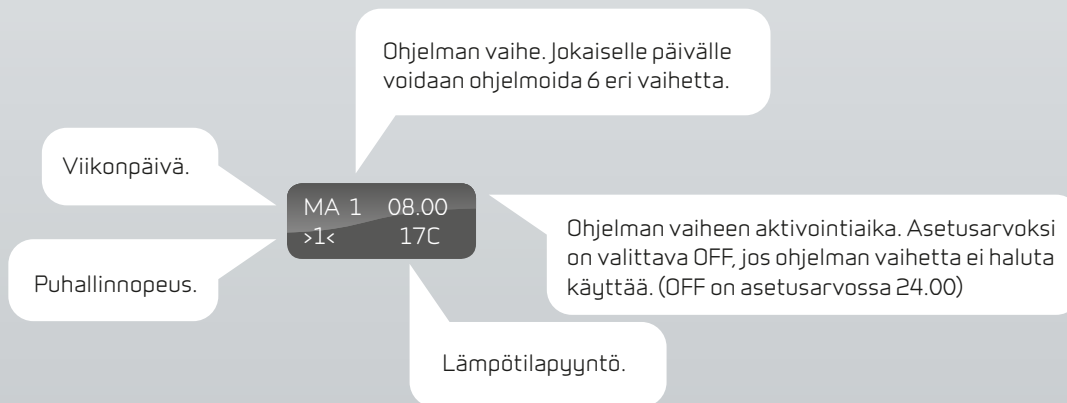 Ohjelman vaihe. Jokaiselle päivälle
voidaan ohjelmoida 6 eri vaihetta.
Viikonpäivä.
MA 1 08.00
>1< 17C
Puhallinnopeus.
Ohjelman vaiheen aktivointiaika. Asetusarvoksi
on valittava OFF, jos ohjelman vaihetta ei haluta
käyttää. (OFF on asetusarvossa 24.00)
Lämpötilapyyntö.